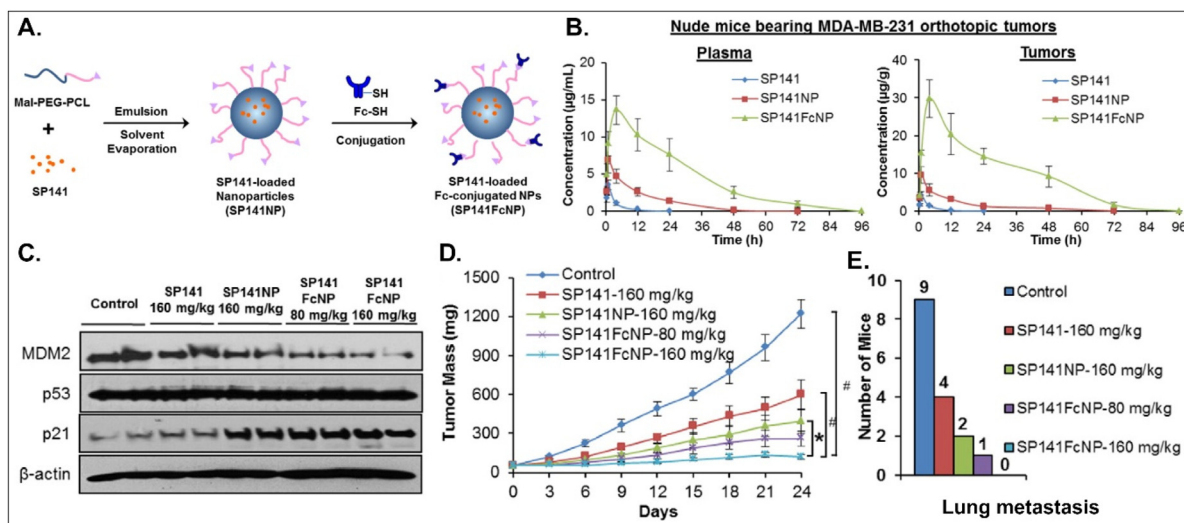 A.
Mal-PEG-PCL
+
SP141
Emulsion
Solvent
Evaporation
SP141-loaded
Nanoparticles
(SP141NP)
SH
Fc-SH
Conjugation
SP141-loaded
Fc-conjugated NPs
(SP141FcNP)
B.
Nude mice bearing MDA-MB-231 orthotopic tumors
Plasma
Concentration (µg/mL)
20
15
10
5
0
SP141
SP141NP
SP141FcNP
0 12 24 36 48 60 72 84 96
Time (h)
Tumors
Concentration (µg/g)
40
30
20
10
0
SP141
SP141NP
SP141FcNP
0 12 24 36 48 60 72 84 96
Time (h)
C.
Control
SP141
160 mg/kg
SP141NP
160 mg/kg
SP141
FcNP
80 mg/kg
SP141
FcNP
160 mg/kg
MDM2
p53
p21
β-actin
D.
Tumor Mass (mg)
1500
1200
900
600
300
0
Control
SP141-160 mg/kg
SP141NP-160 mg/kg
SP141FcNP-80 mg/kg
SP141FcNP-160 mg/kg
#
#
*
0 3 6 9 12 15 18 21 24
Days
E.
Number of Mice
10
8
6
4
2
0
9
4
2
1
0
Control
SP141-160 mg/kg
SP141NP-160 mg/kg
SP141FcNP-80 mg/kg
SP141FcNP-160 mg/kg
Lung metastasis